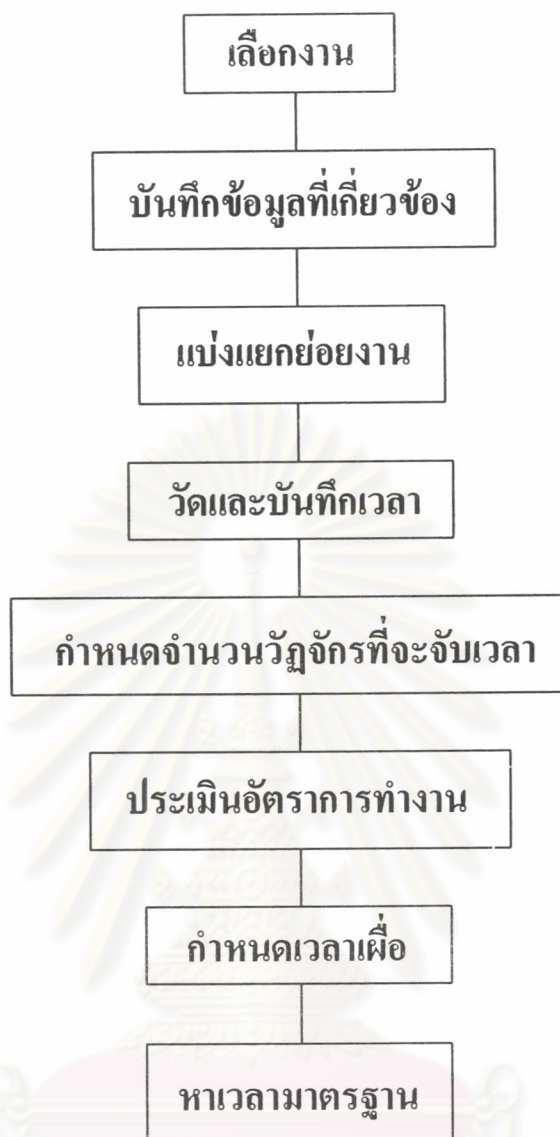 เลือกงาน
บันทึกข้อมูลที่เกี่ยวข้อง
แบ่งแยกย่อยงาน
วัดและบันทึกเวลา
กำหนดจำนวนวัฏจักรที่จะจับเวลา
ประเมินอัตราการทำงาน
กำหนดเวลาเผื่อ
หาเวลามาตรฐาน